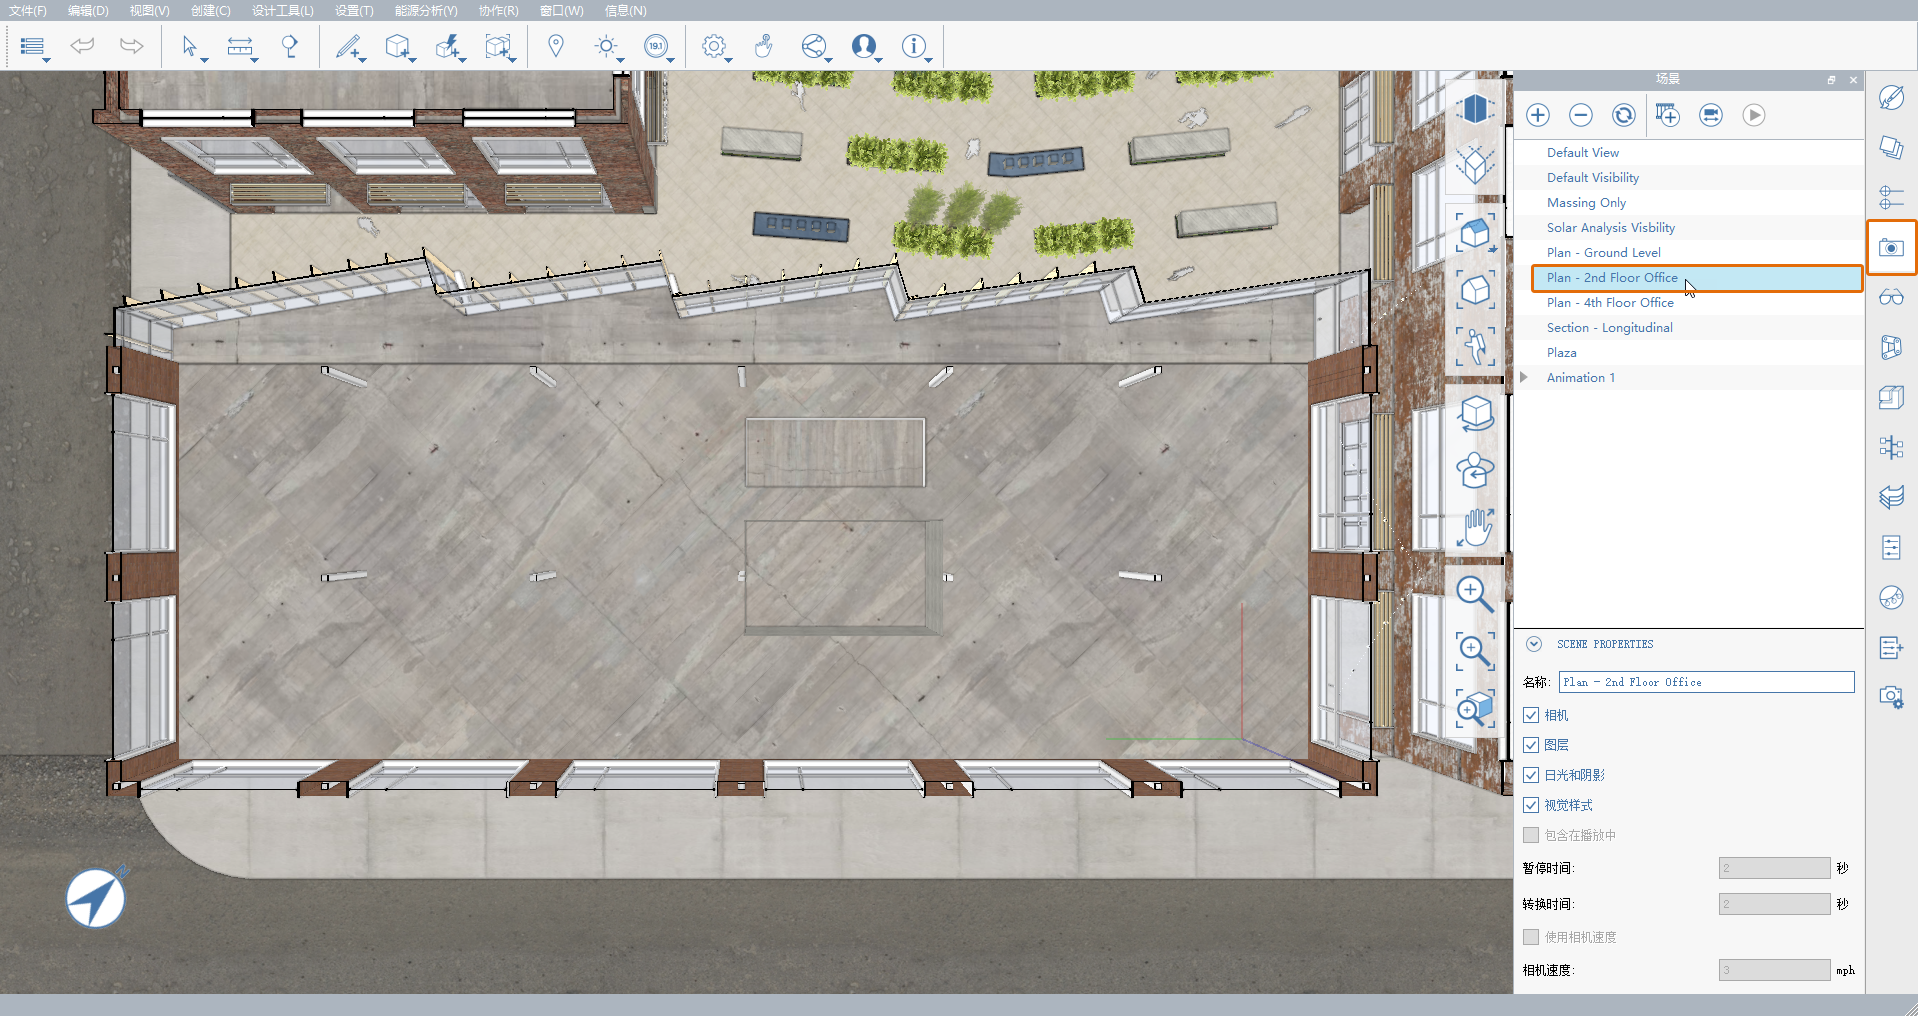 文件(F) 编辑(D) 视图(V) 创建(C) 设计工具(L) 设置(T) 能源分析(Y) 协作(R) 窗口(W) 信息(N)
19.1
场景
Default View
Default Visibility
Massing Only
Solar Analysis Visbility
Plan - Ground Level
Plan - 2nd Floor Office
Plan - 4th Floor Office
Section - Longitudinal
Plaza
Animation 1
SCENE PROPERTIES
名称: Plan - 2nd Floor Office
相机
图层
日光和阴影
视觉样式
包含在播放中
暂停时间: 2 秒
转换时间: 2 秒
使用相机速度
相机速度: 3 mph
N